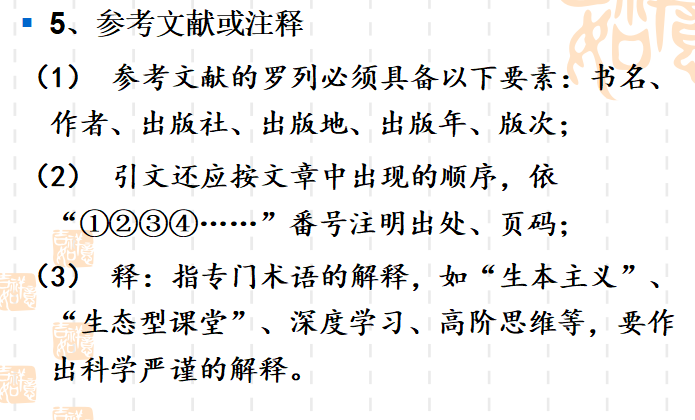 5、参考文献或注释
（1） 参考文献的罗列必须具备以下要素：书名、
作者、出版社、出版地、出版年、版次；
（2） 引文还应按文章中出现的顺序，依
“①②③④……”番号注明出处、页码；
（3） 释：指专门术语的解释，如“生本主义”、
“生态型课堂”、深度学习、高阶思维等，要作
出科学严谨的解释。